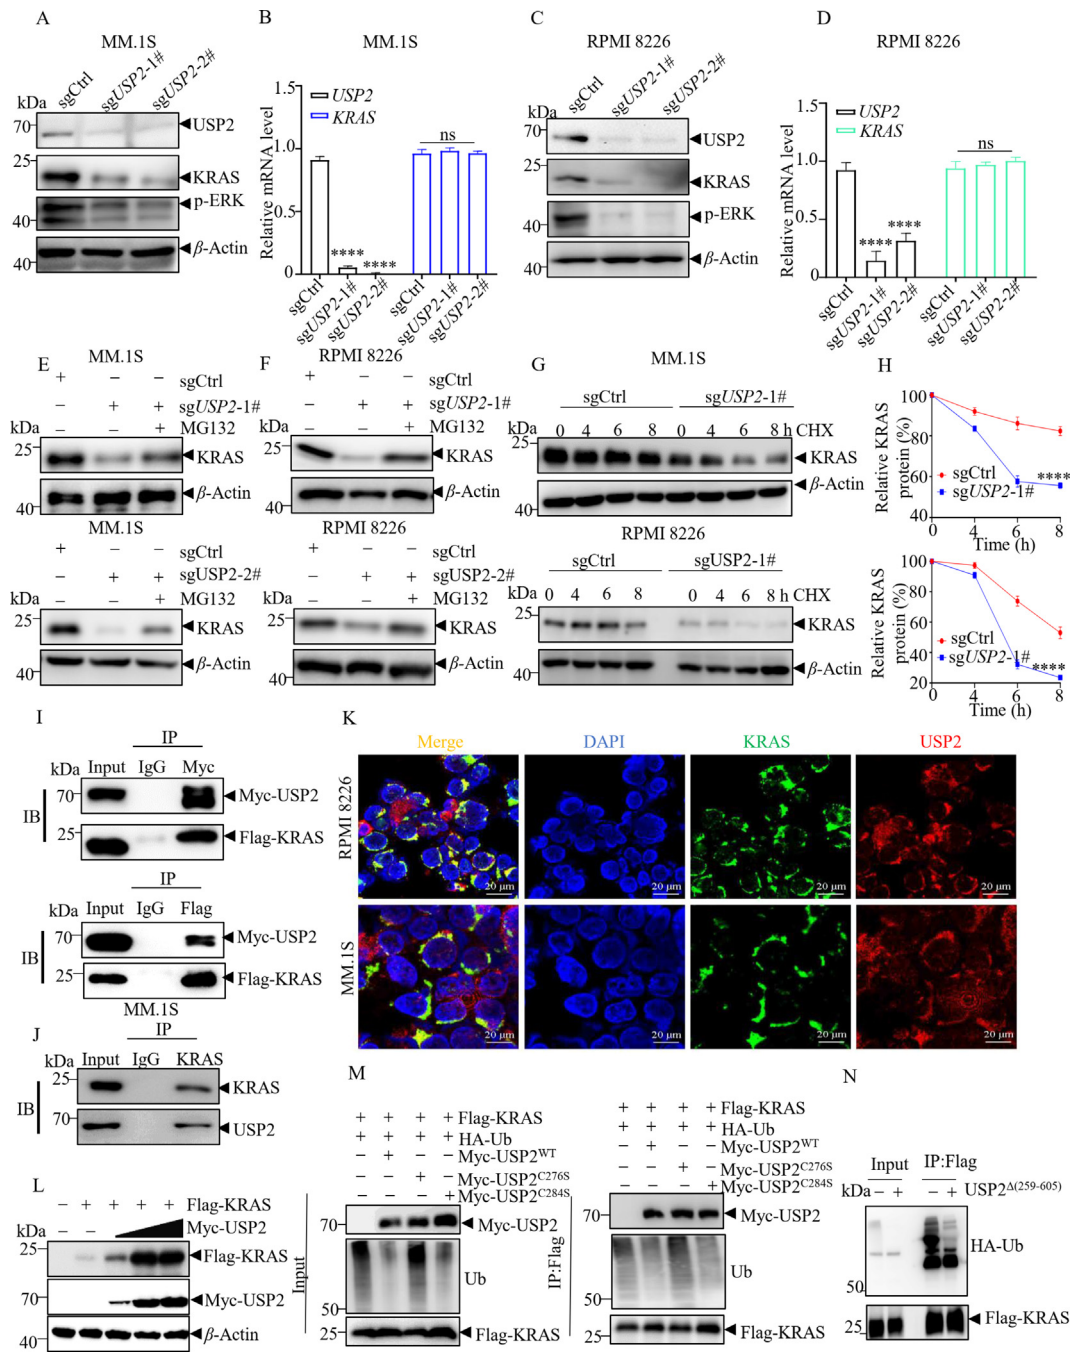 A
MM.1S
sgCtrl
sgUSP2-1#
sgUSP2-2#
kDa
70
USP2
25
KRAS
p-ERK
40
β-Actin
40
B
MM.1S
Relative mRNA level
1.5
1.0
0.5
0
USP2
KRAS
ns
****
****
sgCtrl
sgUSP2-1#
sgUSP2-2#
sgCtrl
sgUSP2-1#
sgUSP2-2#
C
RPMI 8226
sgCtrl
sgUSP2-1#
sgUSP2-2#
kDa
70
USP2
25
KRAS
p-ERK
40
β-Actin
40
D
RPMI 8226
Relative mRNA level
1.5
1.0
0.5
0
USP2
KRAS
ns
****
****
sgCtrl
sgUSP2-1#
sgUSP2-2#
sgCtrl
sgUSP2-1#
sgUSP2-2#
E
MM.1S
+ − − sgCtrl
− + + sgUSP2-1#
kDa − − + MG132
25
KRAS
β-Actin
40
MM.1S
+ − − sgCtrl
− + + sgUSP2-2#
kDa − − + MG132
25
KRAS
β-Actin
40
F
RPMI 8226
+ − − sgCtrl
− + + sgUSP2-1#
kDa − − + MG132
25
KRAS
β-Actin
40
RPMI 8226
+ − − sgCtrl
− + + sgUSP2-2#
kDa − − + MG132
25
KRAS
β-Actin
40
G
MM.1S
sgCtrl sgUSP2-1#
kDa 0 4 6 8 0 4 6 8 h CHX
25
KRAS
β-Actin
40
RPMI 8226
sgCtrl sgUSP2-1#
kDa 0 4 6 8 0 4 6 8 h CHX
25
KRAS
β-Actin
40
H
Relative KRAS
protein (%)
100
80
60
40
sgCtrl
sgUSP2-1#
****
0 4 6 8
Time (h)
Relative KRAS
protein (%)
100
80
60
40
20
sgCtrl
sgUSP2-1#
****
0 4 6 8
Time (h)
I
IP
kDa Input IgG Myc
70
Myc-USP2
IB
25
Flag-KRAS
IP
kDa Input IgG Flag
70
Myc-USP2
IB
25
Flag-KRAS
J
MM.1S
IP
kDa Input IgG KRAS
25
KRAS
IB
70
USP2
K
Merge DAPI KRAS USP2
RPMI 8226
20 μm 20 μm 20 μm 20 μm
MM.1S
20 μm 20 μm 20 μm 20 μm
L
− + + + + Flag-KRAS
− − Myc-USP2
kDa
25
Flag-KRAS
70
Myc-USP2
40
β-Actin
M
+ + + + Flag-KRAS
+ + + + HA-Ub
− + − − Myc-USP2ᵂᵀ
− − + − Myc-USP2ᶜ²⁷⁶ˢ
− − − + Myc-USP2ᶜ²⁸⁴ˢ
Input
70
Myc-USP2
Ub
50
25
Flag-KRAS
+ + + + Flag-KRAS
+ + + + HA-Ub
− + − − Myc-USP2ᵂᵀ
− − + − Myc-USP2ᶜ²⁷⁶ˢ
− − − + Myc-USP2ᶜ²⁸⁴ˢ
IP:Flag
70
Myc-USP2
Ub
50
25
Flag-KRAS
N
Input IP:Flag
kDa − + − + USP2Δ(259-605)
HA-Ub
50
25
Flag-KRAS